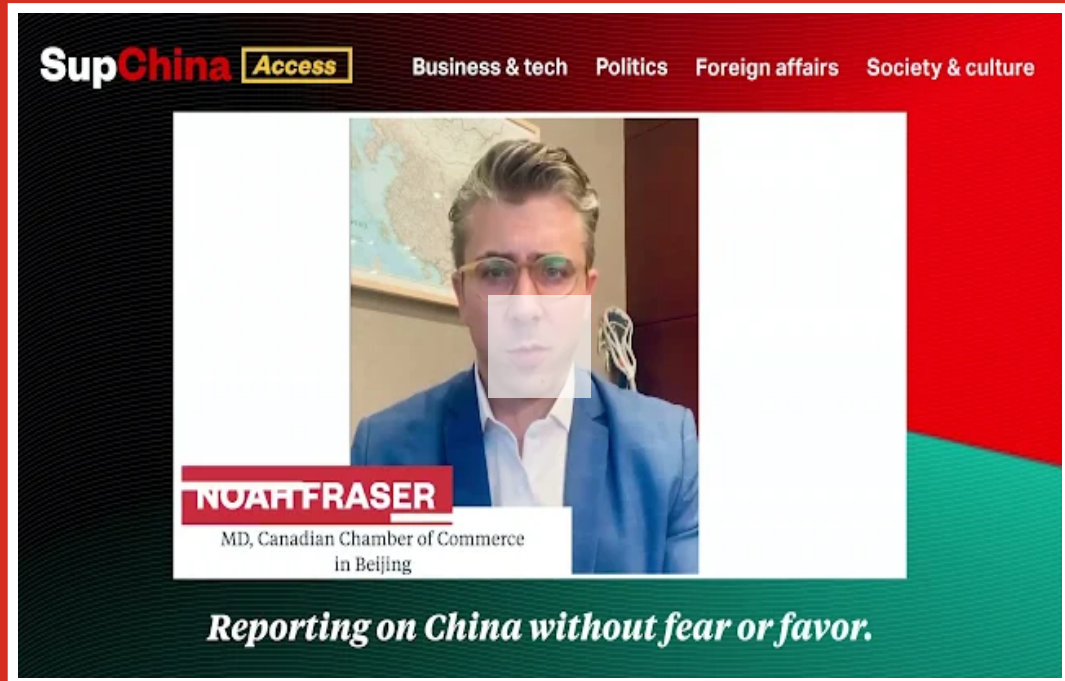 SupChina Access Business & tech Politics Foreign affairs Society & culture
NOAH FRASER
MD, Canadian Chamber of Commerce
in Beijing
Reporting on China without fear or favor.